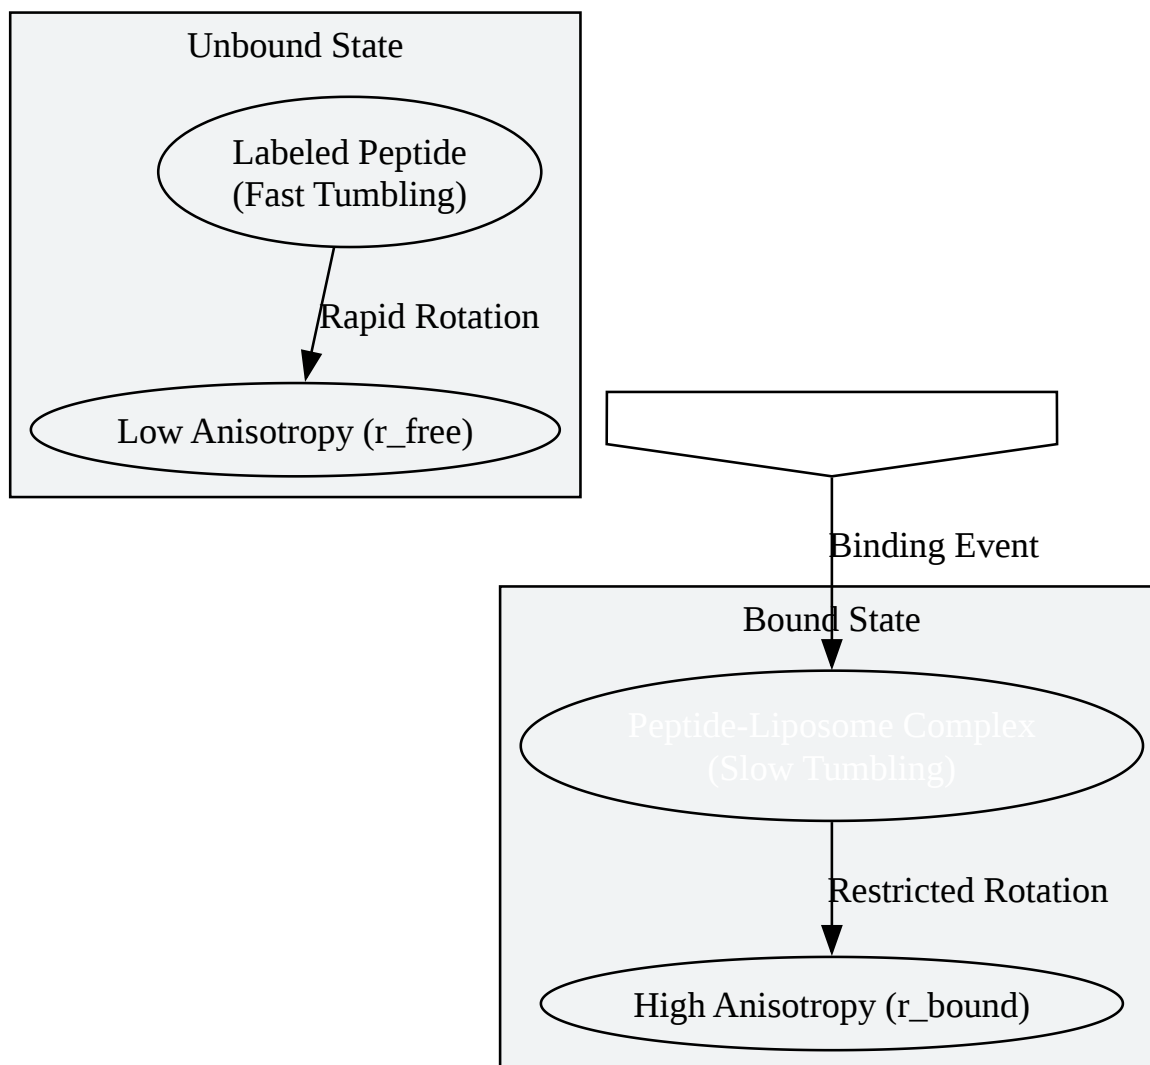 Unbound State
Labeled Peptide
(Fast Tumbling)
Rapid Rotation
Low Anisotropy (r_free)
Binding Event
Bound State
Peptide-Liposome Complex
(Slow Tumbling)
Restricted Rotation
High Anisotropy (r_bound)